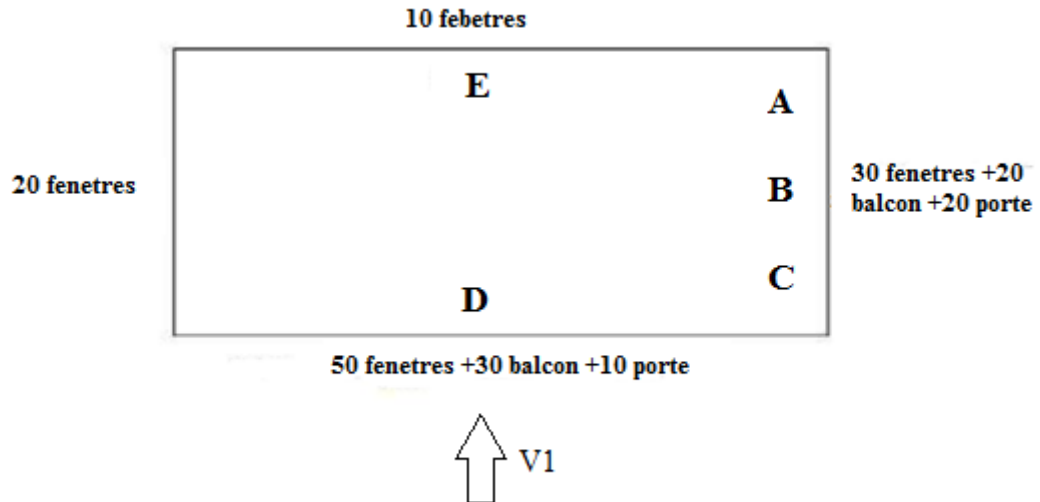 10 febetres
E
A
20 fenetres
30 fenetres +20
balcon +20 porte
B
C
D
50 fenetres +30 balcon +10 porte
V1